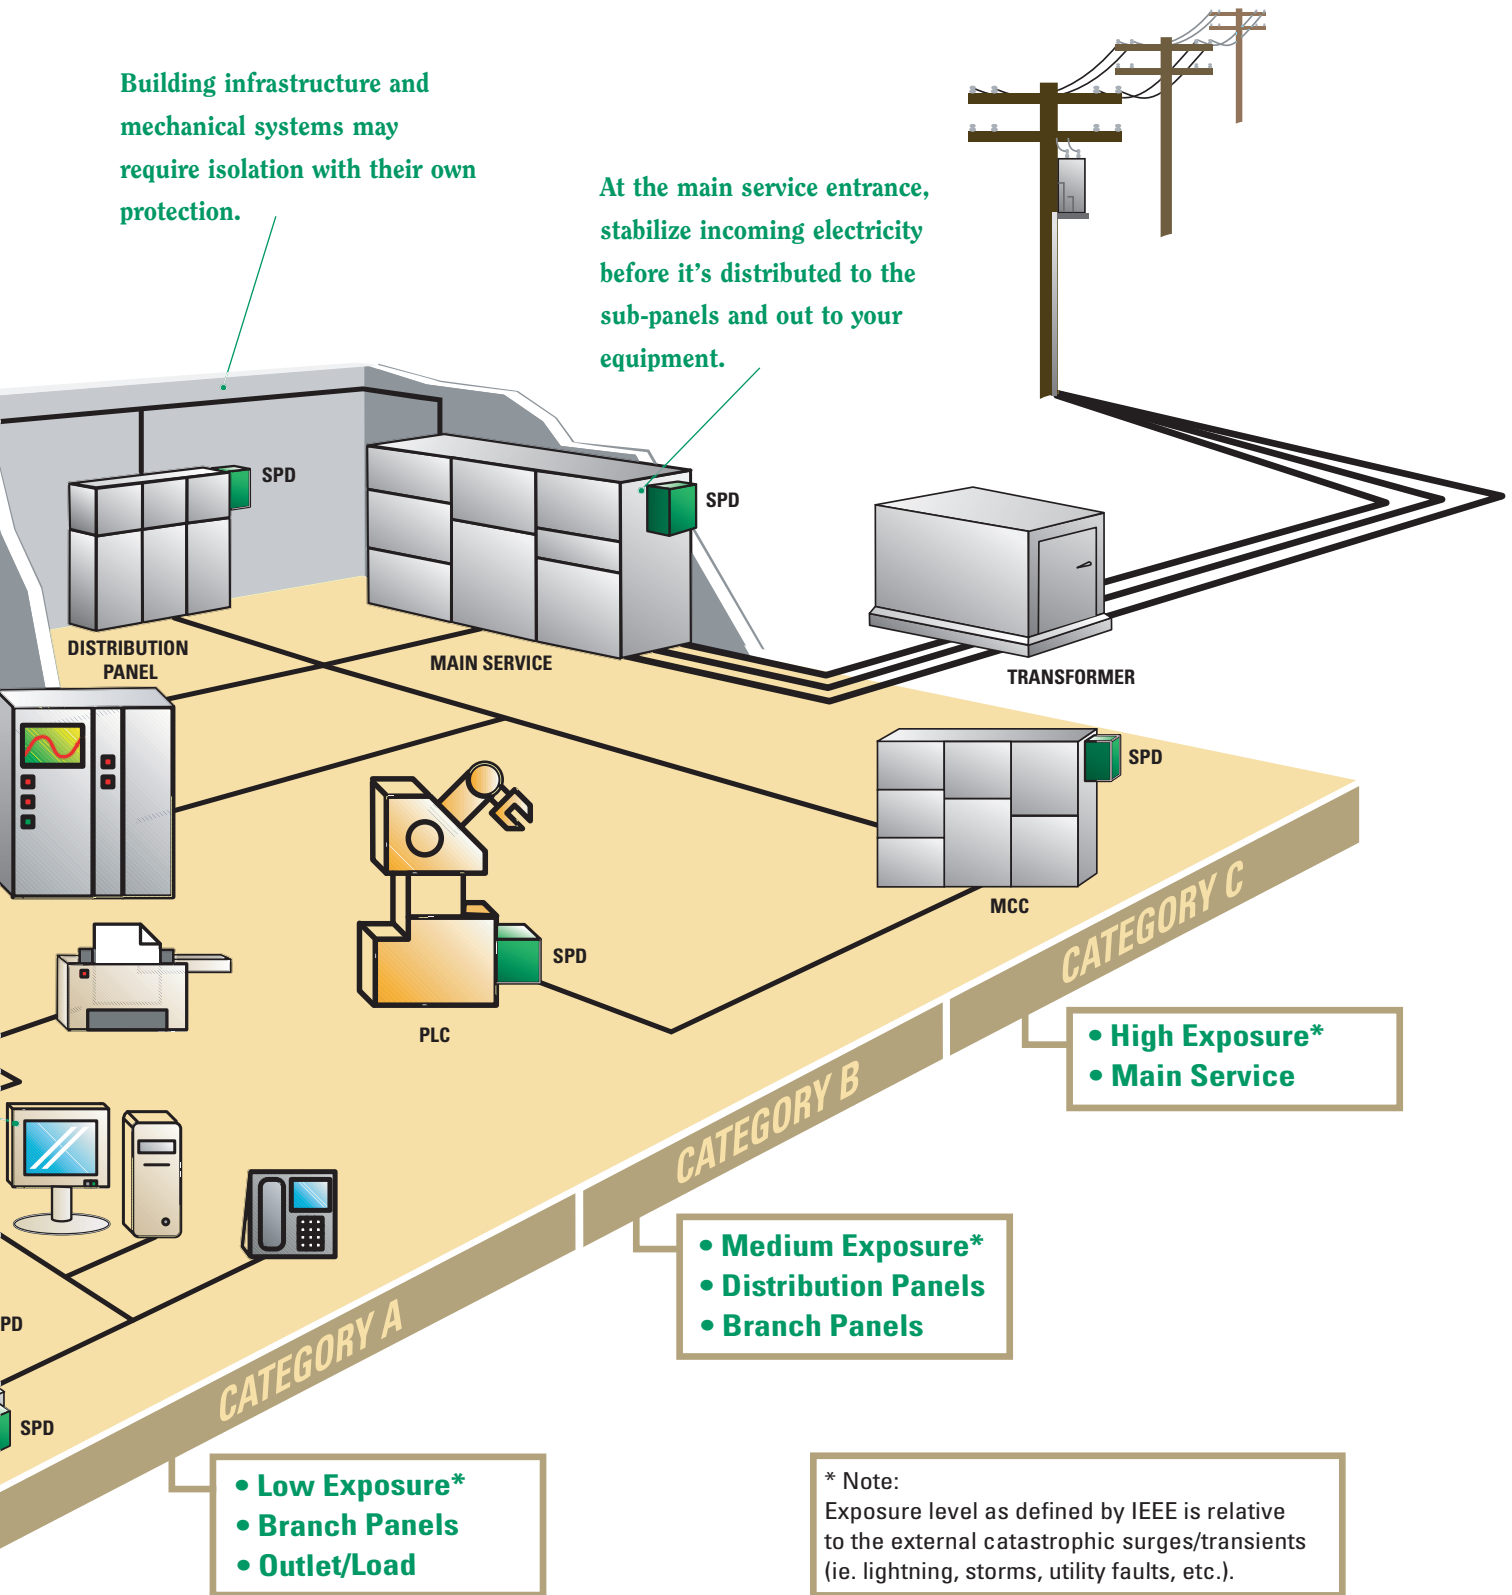 Building infrastructure and
mechanical systems may
require isolation with their own
protection.
At the main service entrance,
stabilize incoming electricity
before it's distributed to the
sub-panels and out to your
equipment.
SPD
SPD
DISTRIBUTION
PANEL
MAIN SERVICE
TRANSFORMER
SPD
MCC
SPD
PLC
CATEGORY C
• High Exposure*
• Main Service
CATEGORY B
• Medium Exposure*
• Distribution Panels
• Branch Panels
PD
CATEGORY A
SPD
• Low Exposure*
• Branch Panels
• Outlet/Load
* Note:
Exposure level as defined by IEEE is relative
to the external catastrophic surges/transients
(ie. lightning, storms, utility faults, etc.).